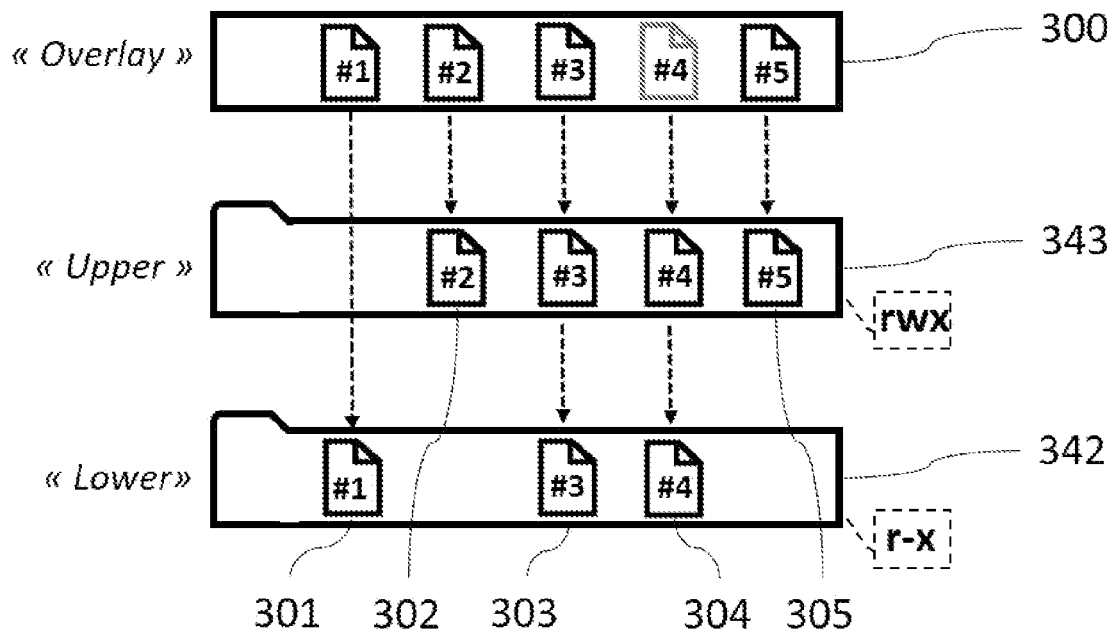 « Overlay » #1 #2 #3 #4 #5 300
« Upper » #2 #3 #4 #5 343
rwx
« Lower» #1 #3 #4 342
r-x
301 302 303 304 305